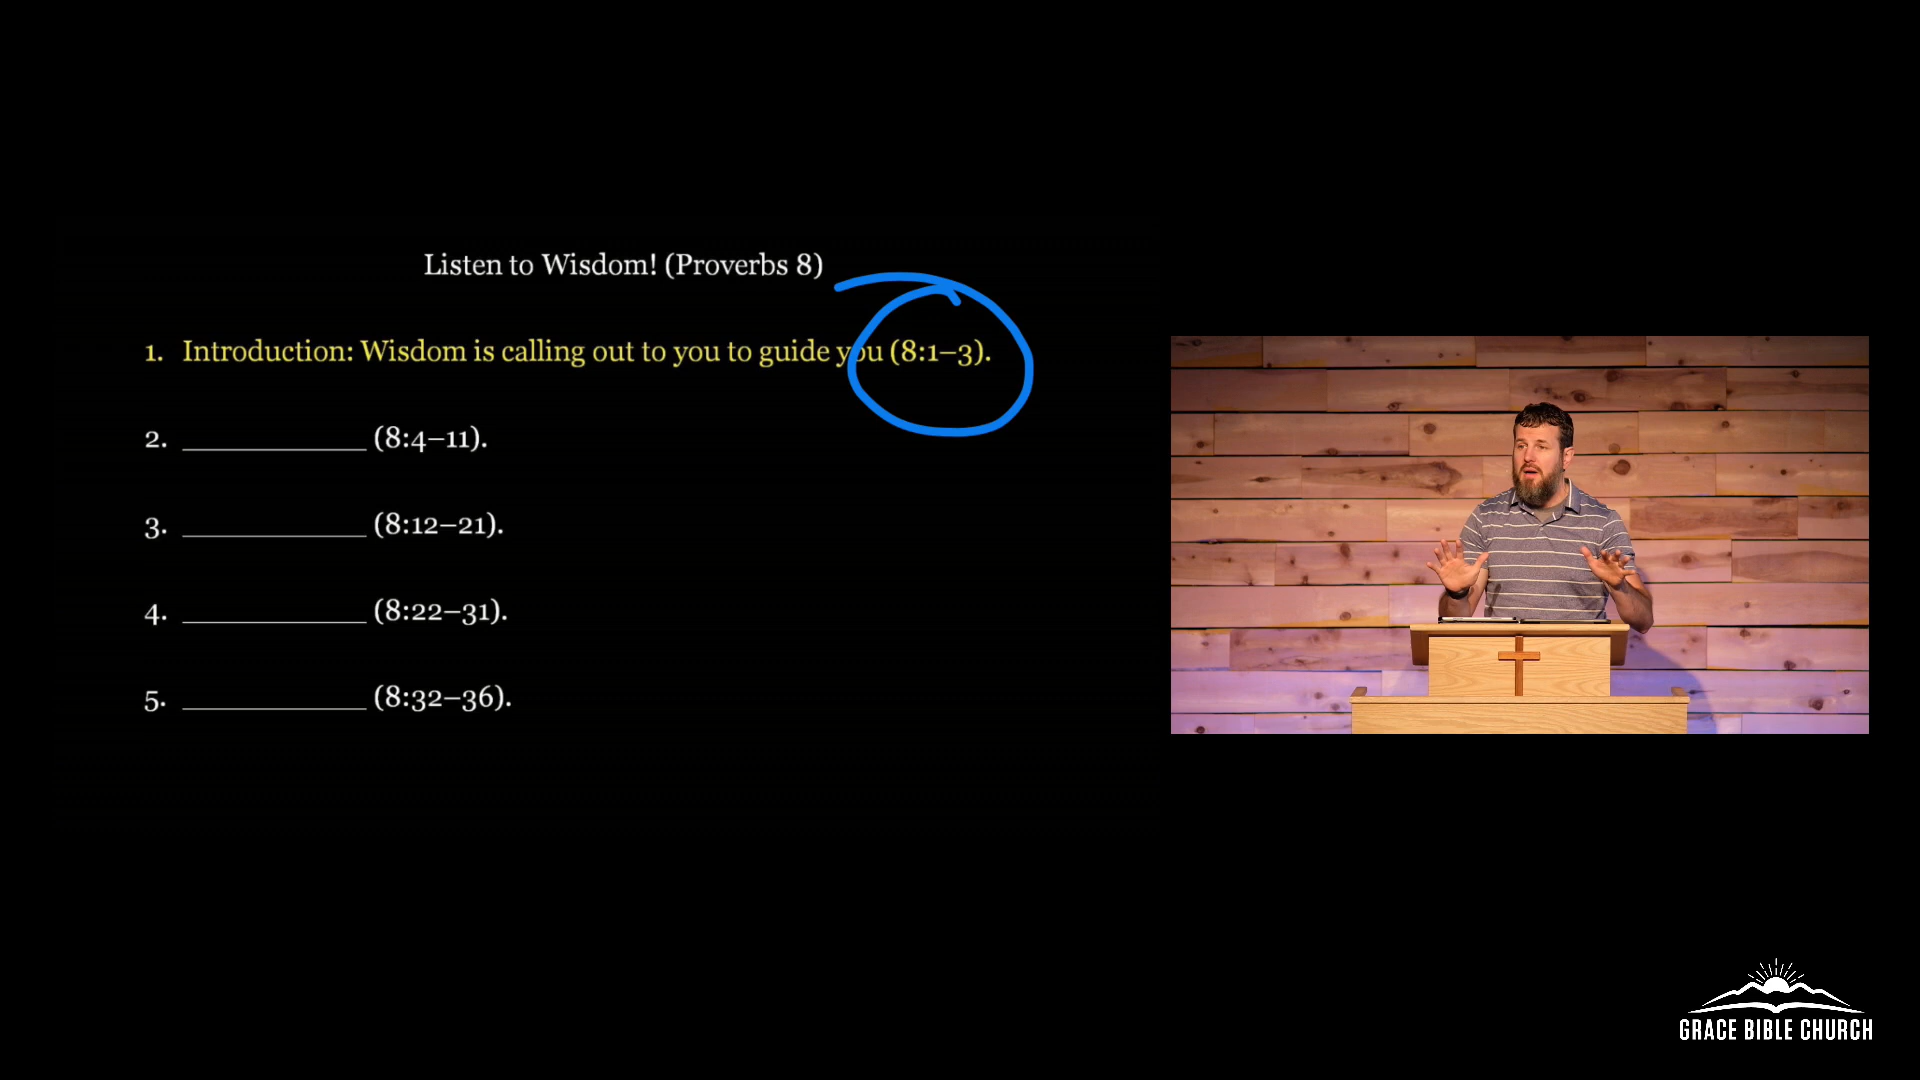 Listen to Wisdom! (Proverbs 8)
1. Introduction: Wisdom is calling out to you to guide you (8:1–3).
2. ____________ (8:4–11).
3. ____________ (8:12–21).
4. ____________ (8:22–31).
5. ____________ (8:32–36).
GRACE BIBLE CHURCH